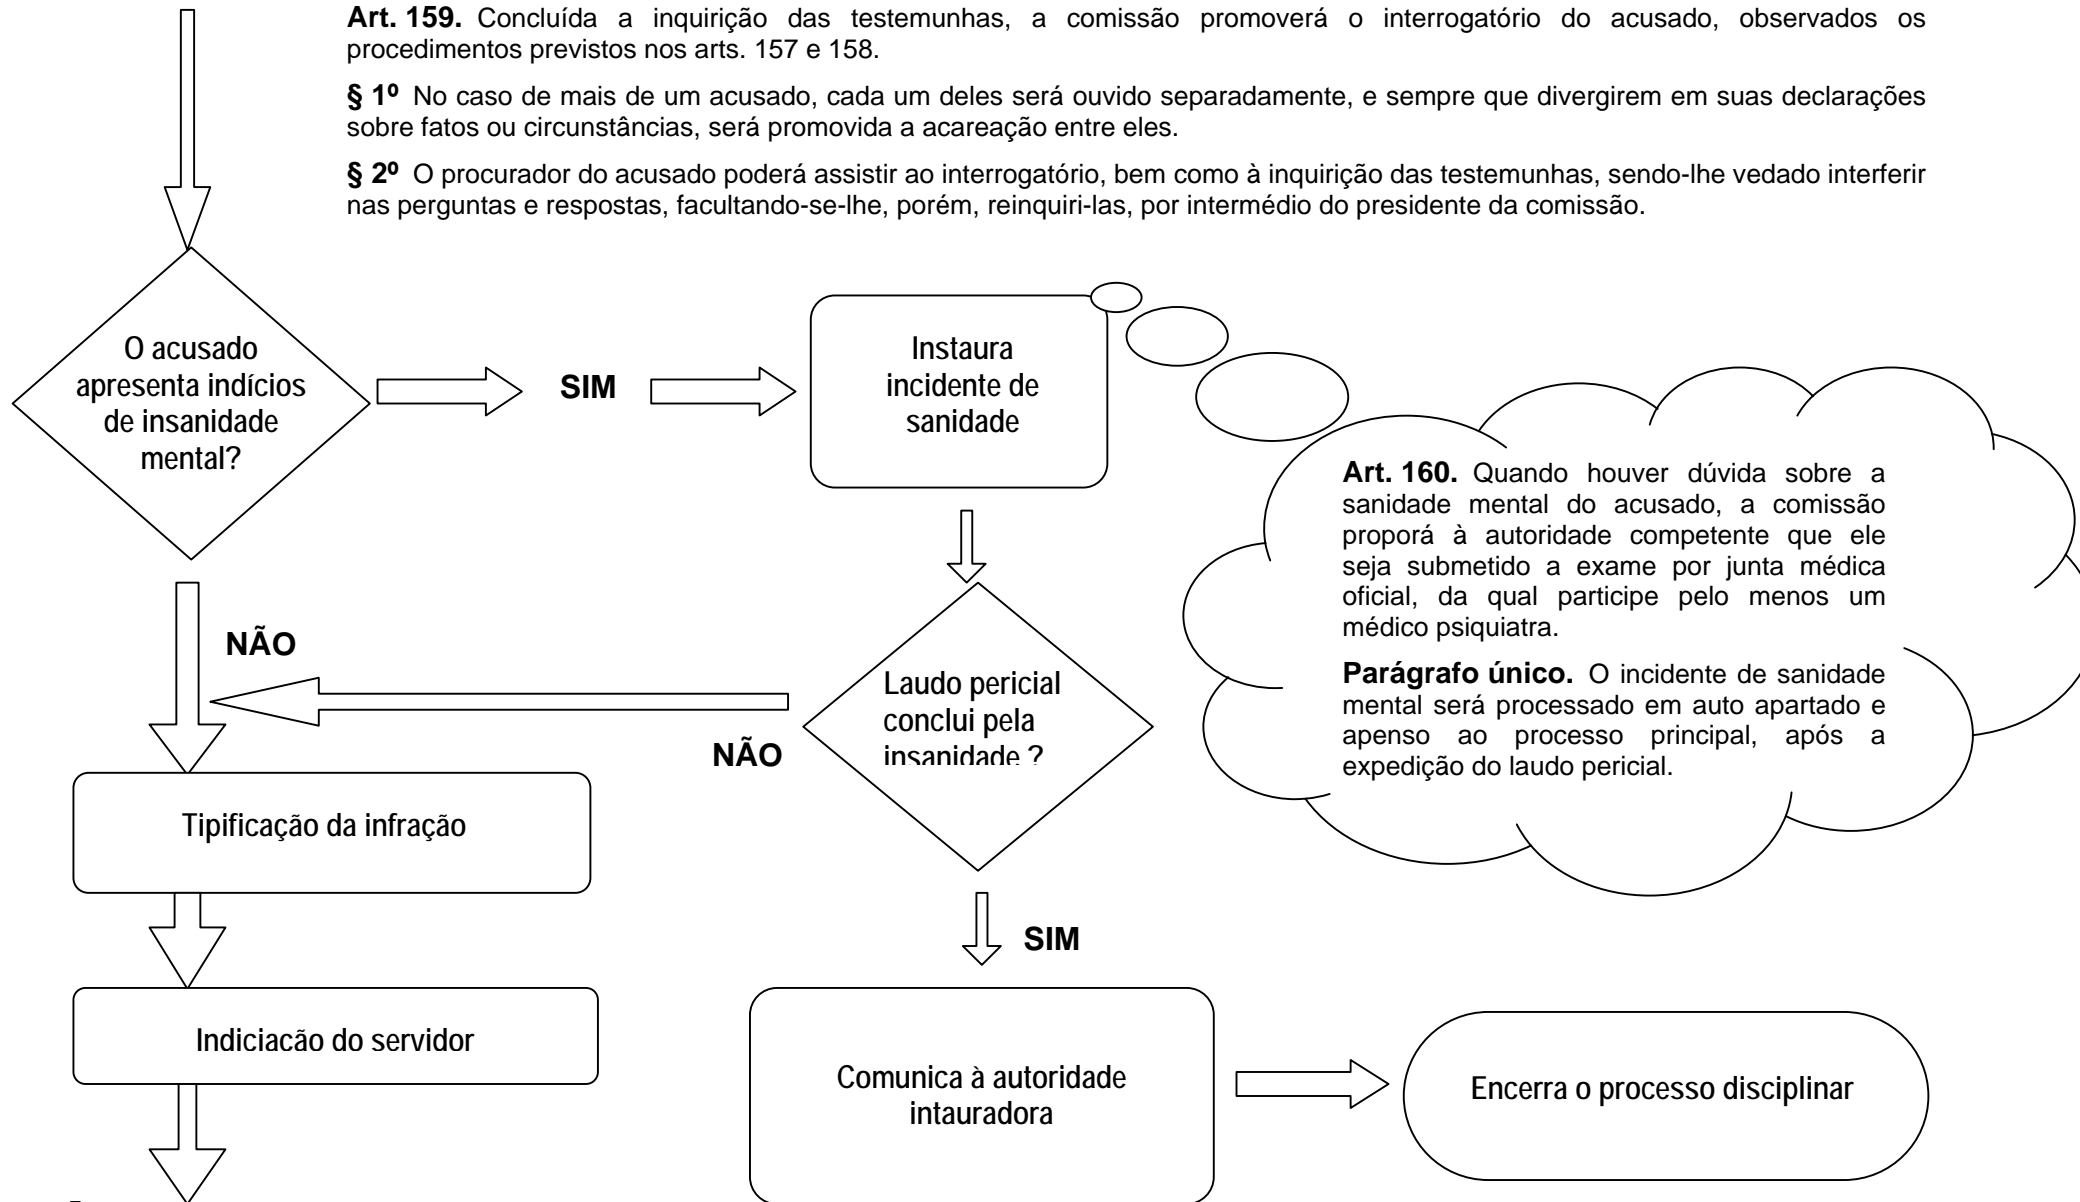 Art. 159. Concluída a inquirição das testemunhas, a comissão promoverá o interrogatório do acusado, observados os
procedimentos previstos nos arts. 157 e 158.
§ 1º No caso de mais de um acusado, cada um deles será ouvido separadamente, e sempre que divergirem em suas declarações
sobre fatos ou circunstâncias, será promovida a acareação entre eles.
§ 2º O procurador do acusado poderá assistir ao interrogatório, bem como à inquirição das testemunhas, sendo-lhe vedado interferir
nas perguntas e respostas, facultando-se-lhe, porém, reinquiri-las, por intermédio do presidente da comissão.
O acusado
apresenta indícios
de insanidade
mental?
SIM
Instaura
incidente de
sanidade
Art. 160. Quando houver dúvida sobre a
sanidade mental do acusado, a comissão
proporá à autoridade competente que ele
seja submetido a exame por junta médica
oficial, da qual participe pelo menos um
médico psiquiatra.
Parágrafo único. O incidente de sanidade
mental será processado em auto apartado e
apenso ao processo principal, após a
expedição do laudo pericial.
NÃO
Laudo pericial
conclui pela
insanidade ?
NÃO
Tipificação da infração
SIM
Indiciacão do servidor
Comunica à autoridade
intauradora
Encerra o processo disciplinar